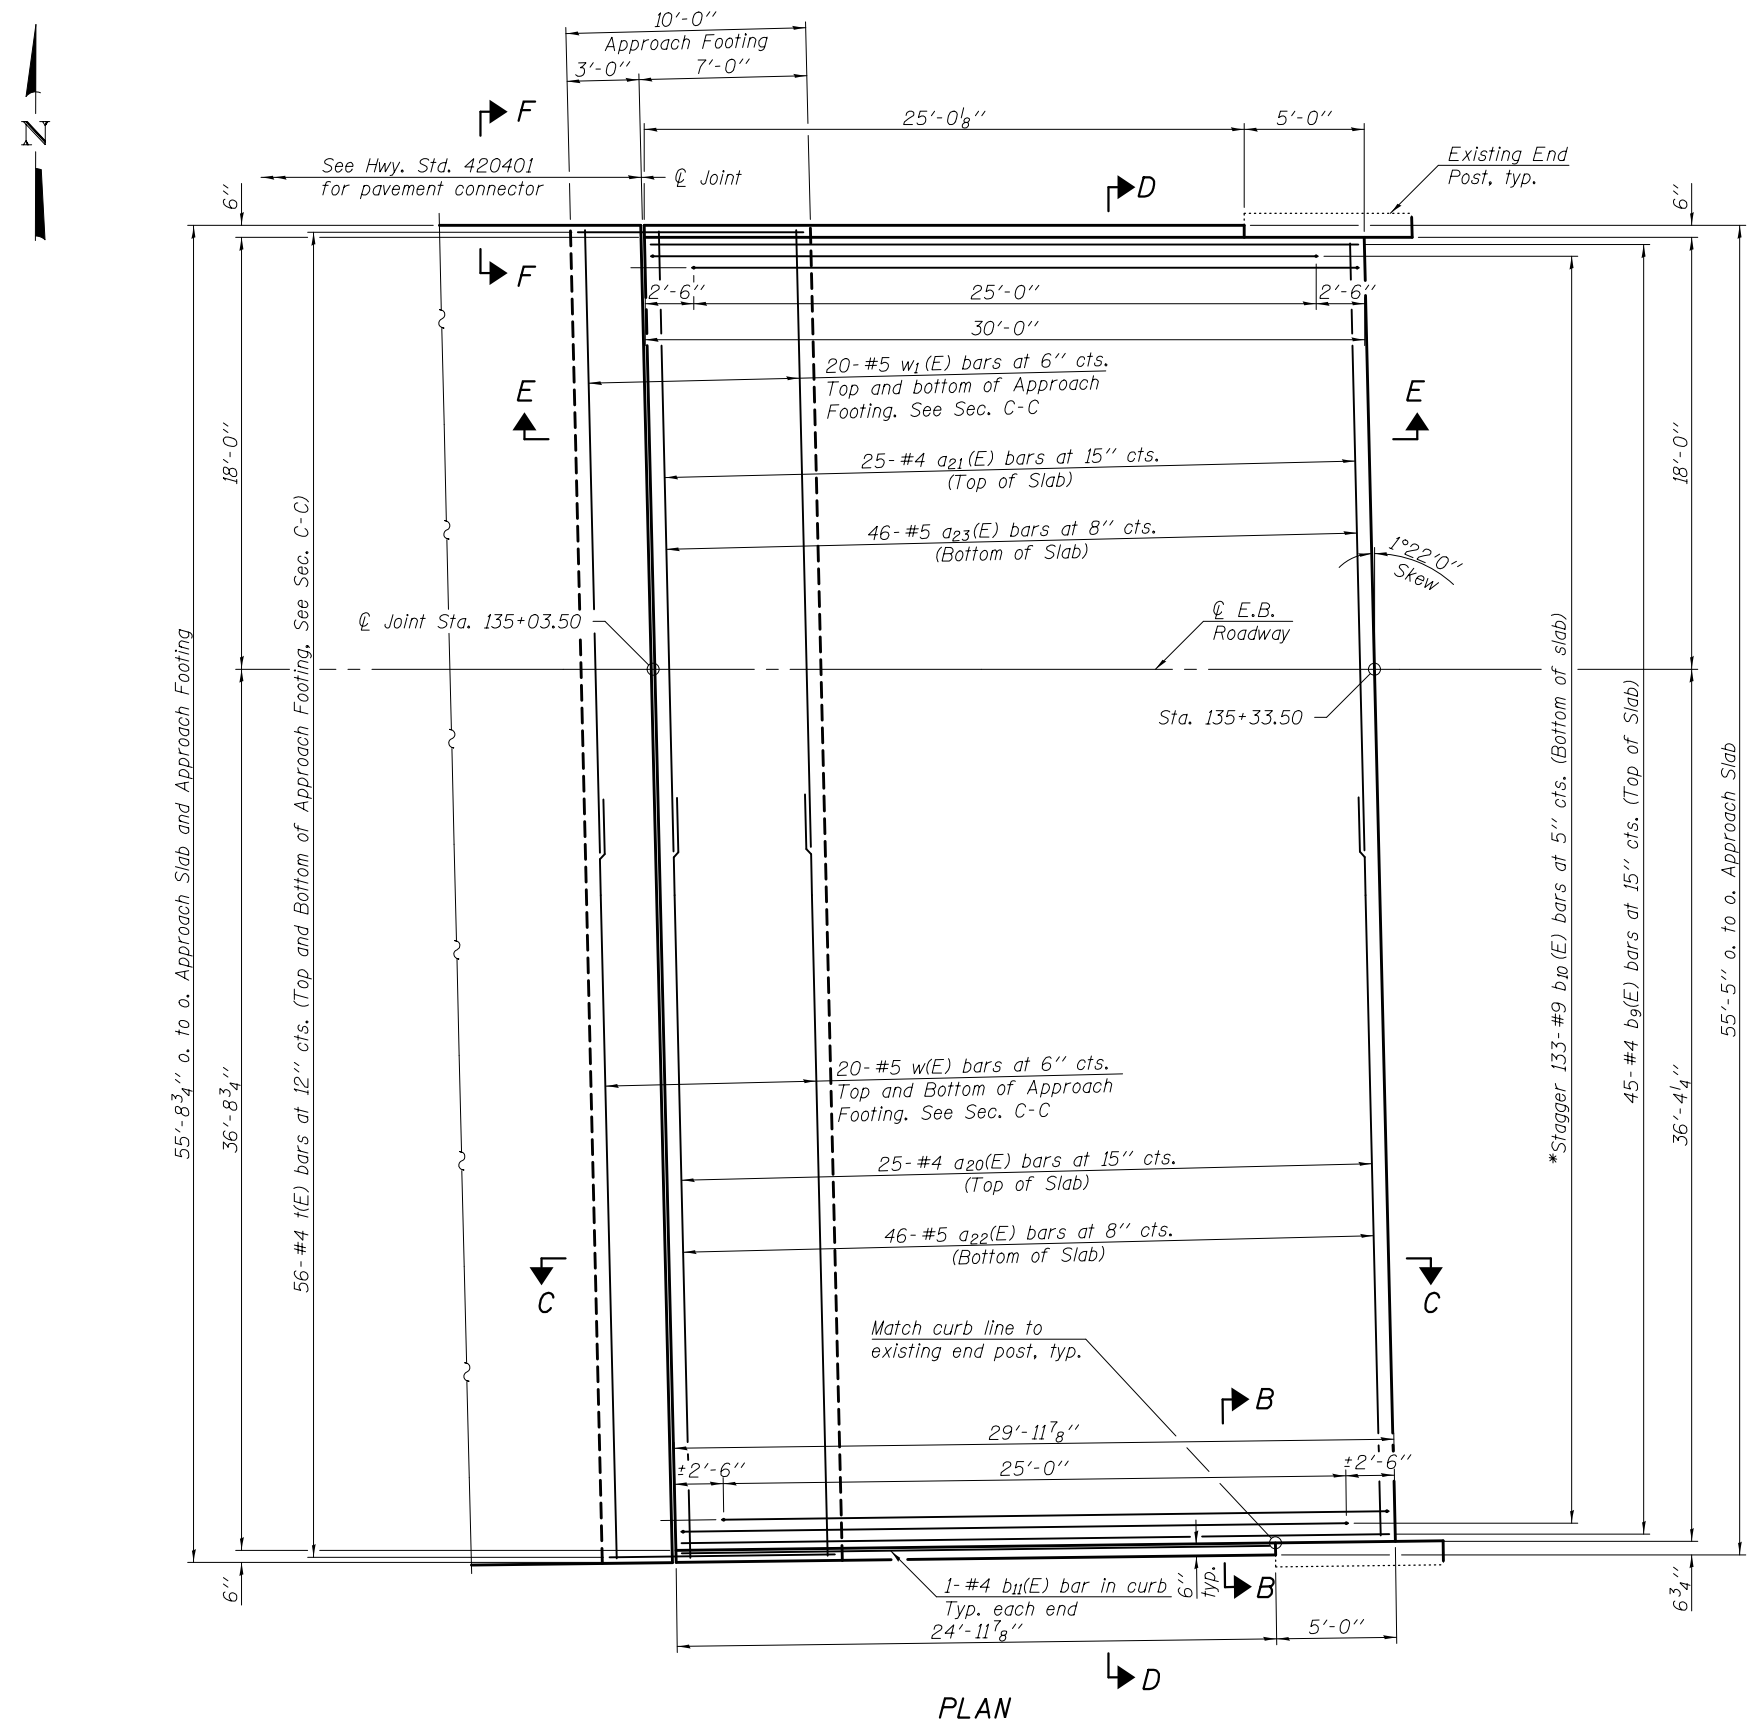 10'-0"
Approach Footing
3'-0"
7'-0"
F
25'-0⅛"
5'-0"
Existing End
Post, typ.
N
See Hwy. Std. 420401
for pavement connector
℄ Joint
D
6"
6"
F
2'-6"
25'-0"
2'-6"
30'-0"
20-#5 w₁(E) bars at 6" cts.
Top and bottom of Approach
Footing. See Sec. C-C
E
E
18'-0"
18'-0"
25-#4 a₂₁(E) bars at 15" cts.
(Top of Slab)
46-#5 a₂₃(E) bars at 8" cts.
(Bottom of Slab)
1°22'0"
Skew
℄ Joint Sta. 135+03.50
℄ E.B.
Roadway
Sta. 135+33.50
55'-8¾" o. to o. Approach Slab and Approach Footing
36'-8¾"
56-#4 t(E) bars at 12" cts. (Top and Bottom of Approach Footing, See Sec. C-C)
*Stagger 133-#9 b₁₀(E) bars at 5" cts. (Bottom of slab)
45-#4 b₉(E) bars at 15" cts. (Top of Slab)
36'-4¼"
55'-5" o. to o. Approach Slab
20-#5 w(E) bars at 6" cts.
Top and Bottom of Approach
Footing. See Sec. C-C
25-#4 a₂₀(E) bars at 15" cts.
(Top of Slab)
46-#5 a₂₂(E) bars at 8" cts.
(Bottom of Slab)
C
C
Match curb line to
existing end post, typ.
B
29'-11⅞"
±2'-6"
25'-0"
±2'-6"
6"
1-#4 b₁₁(E) bar in curb
Typ. each end
6"
typ.
B
6¾"
24'-11⅞"
5'-0"
D
PLAN